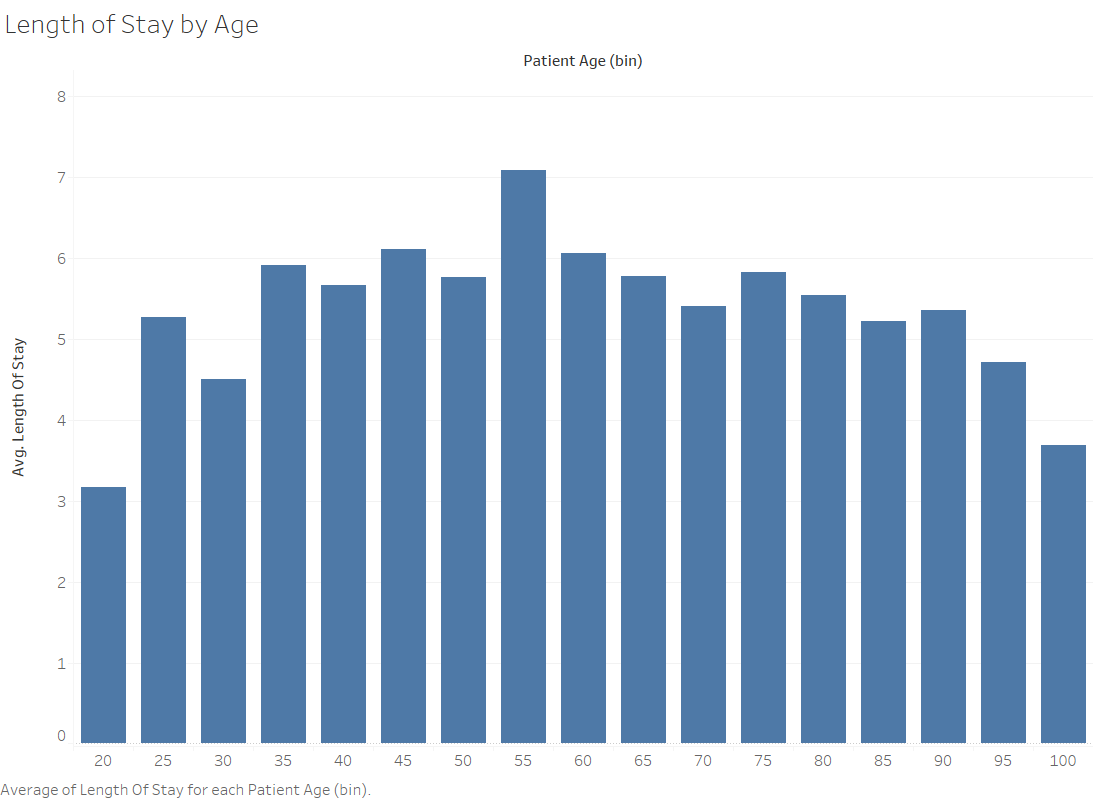 Length of Stay by Age
Patient Age (bin)
8
7
6
5
4
3
2
1
0
Avg. Length Of Stay
20 25 30 35 40 45 50 55 60 65 70 75 80 85 90 95 100
Average of Length Of Stay for each Patient Age (bin).